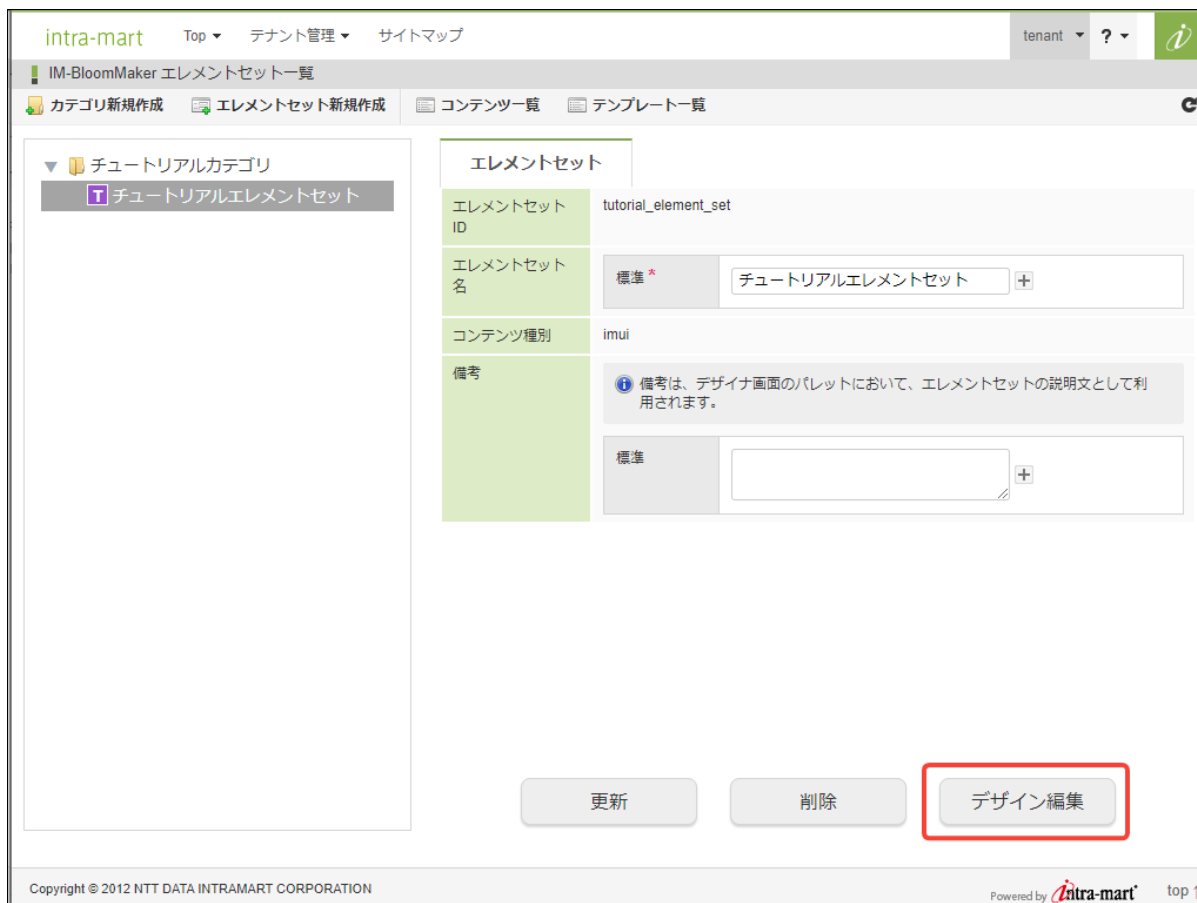 intra-mart Top テナント管理 サイトマップ tenant ?
IM-BloomMaker エレメントセット一覧
カテゴリ新規作成 エレメントセット新規作成 コンテンツ一覧 テンプレート一覧
チュートリアルカテゴリ
T チュートリアルエレメントセット
エレメントセット
エレメントセット
ID
tutorial_element_set
エレメントセット
名
標準 *
チュートリアルエレメントセット
コンテンツ種別
imui
備考
備考は、デザイナ画面のパレットにおいて、エレメントセットの説明文として利
用されます。
標準
更新 削除 デザイン編集
Copyright © 2012 NTT DATA INTRAMART CORPORATION
Powered by intra-mart top